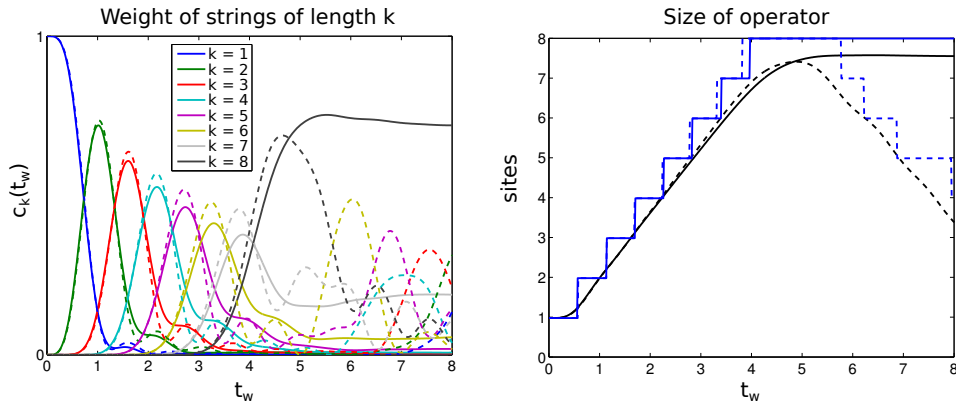 Weight of strings of length k
1
0
c_k(t_w)
k = 1
k = 2
k = 3
k = 4
k = 5
k = 6
k = 7
k = 8
0 1 2 3 4 5 6 7 8
t_w
Size of operator
8
7
6
5
4
3
2
1
0
sites
0 1 2 3 4 5 6 7 8
t_w